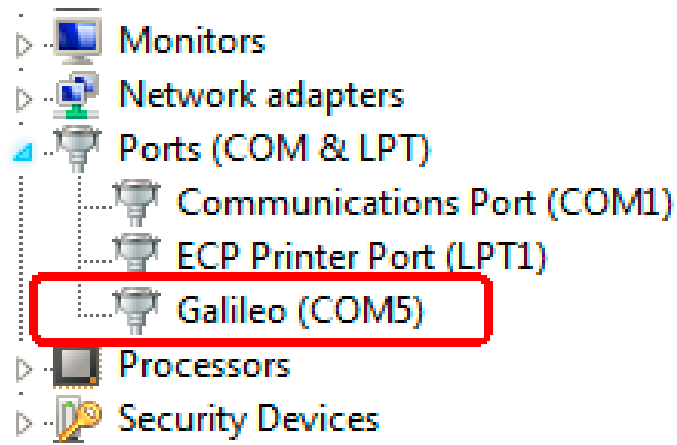 Monitors
Network adapters
Ports (COM & LPT)
Communications Port (COM1)
ECP Printer Port (LPT1)
Galileo (COM5)
Processors
Security Devices